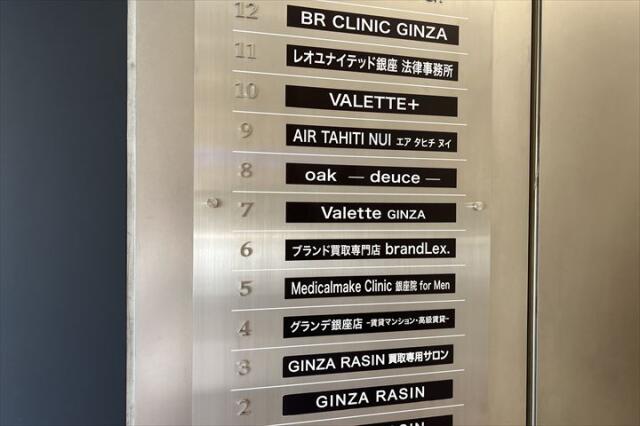 12 BR CLINIC GINZA
11 レオユナイテッド銀座 法律事務所
10 VALETTE+
9 AIR TAHITI NUI エア タヒチ ヌイ
8 oak — deuce —
7 Valette GINZA
6 ブランド買取専門店 brandLex.
5 Medicalmake Clinic 銀座院 for Men
4 グランデ銀座店 -賃貸マンション・高級賃貸-
3 GINZA RASIN 買取専用サロン
2 GINZA RASIN